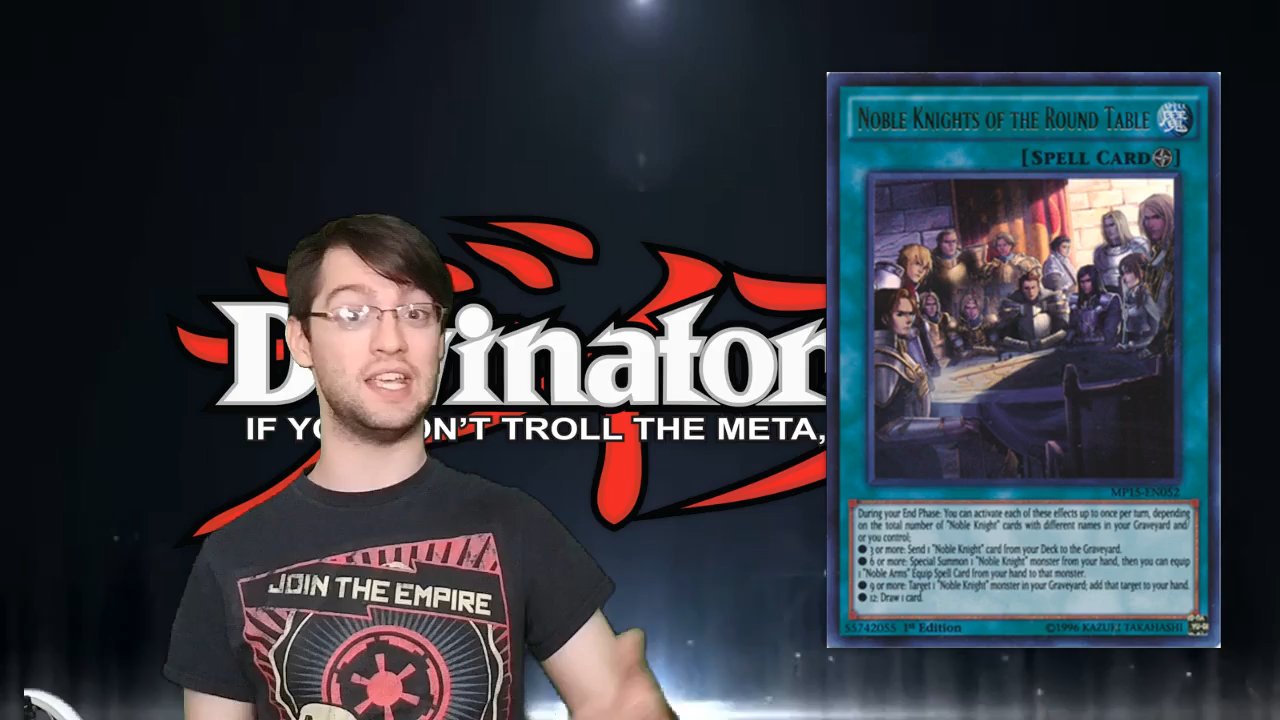 Noble Knights of the Round Table
[Spell Card]
MP15-EN052
During your End Phase: You can activate each of these effects up to once per turn, depending
on the total number of "Noble Knight" cards with different names in your Graveyard and/
or you control;
● 3 or more: Send 1 "Noble Knight" card from your Deck to the Graveyard.
● 6 or more: Special Summon 1 "Noble Knight" monster from your hand, then you can equip
1 "Noble Arms" Equip Spell Card from your hand to that monster.
● 9 or more: Target 1 "Noble Knight" monster in your Graveyard; add that target to your hand.
● 12: Draw 1 card.
55742055 1st Edition ©1996 KAZUKI TAKAHASHI
D vinator
IF YO ON'T TROLL THE META,
JOIN THE EMPIRE